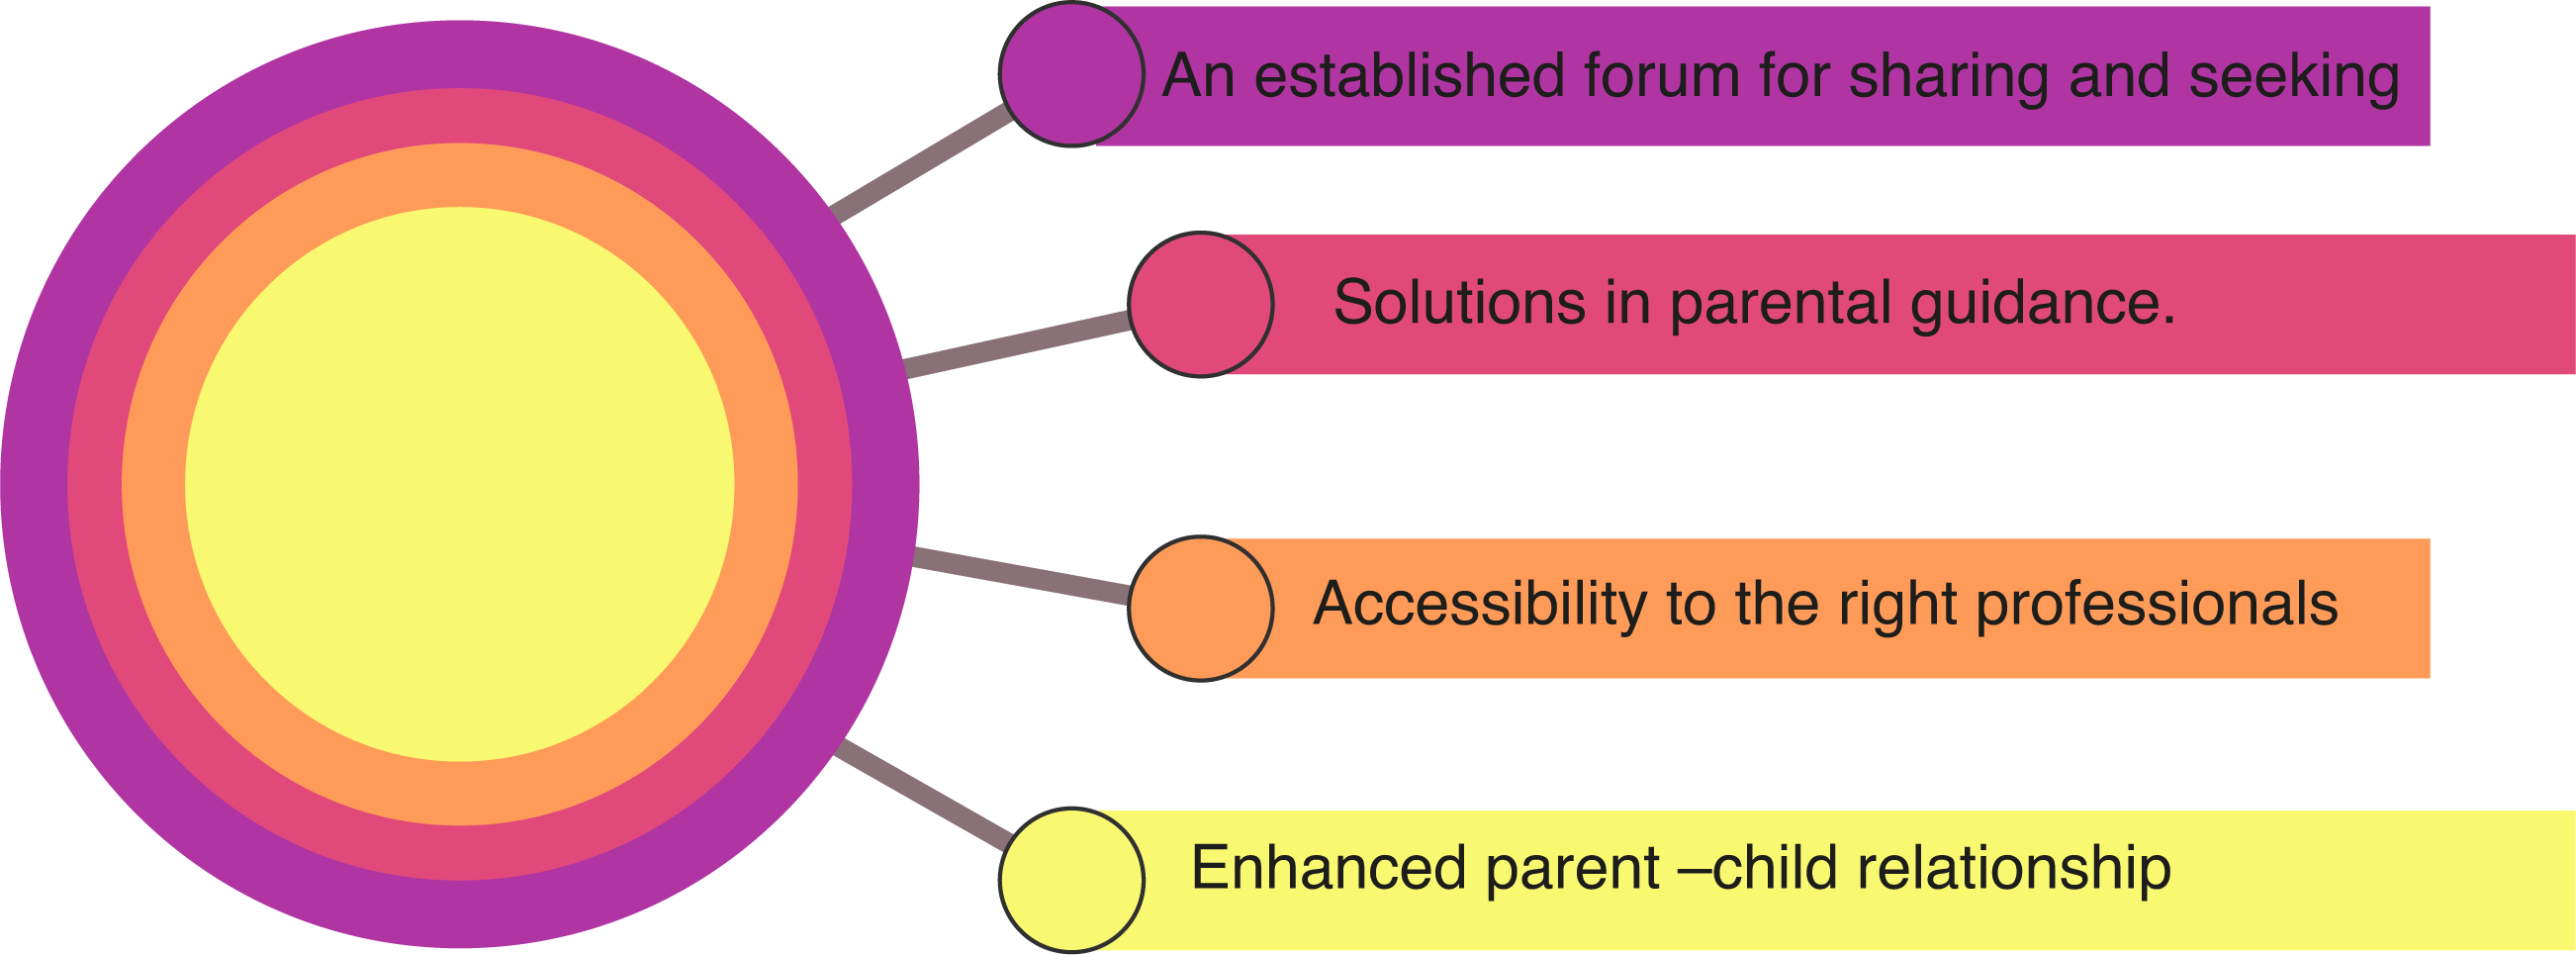 An established forum for sharing and seeking
Solutions in parental guidance.
Accessibility to the right professionals
Enhanced parent –child relationship